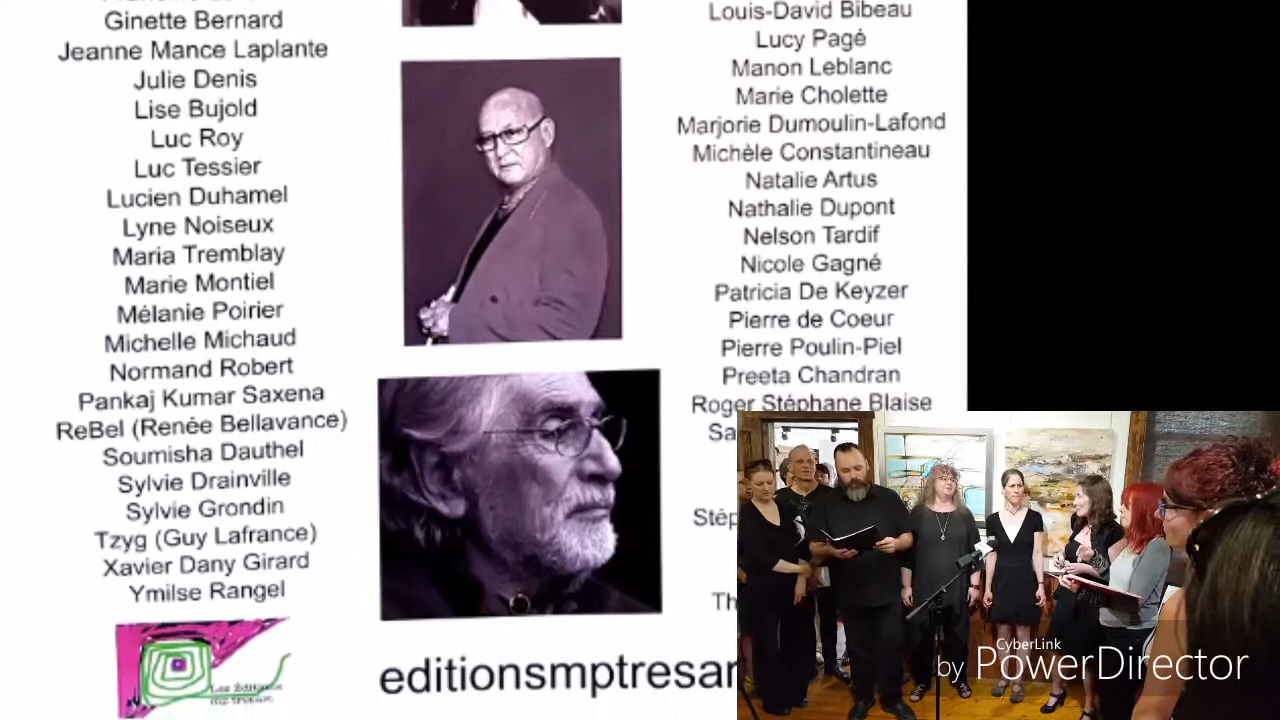 Ginette Bernard
Jeanne Mance Laplante
Julie Denis
Lise Bujold
Luc Roy
Luc Tessier
Lucien Duhamel
Lyne Noiseux
Maria Tremblay
Marie Montiel
Mélanie Poirier
Michelle Michaud
Normand Robert
Pankaj Kumar Saxena
ReBel (Renée Bellavance)
Soumisha Dauthel
Sylvie Drainville
Sylvie Grondin
Tzyg (Guy Lafrance)
Xavier Dany Girard
Ymilse Rangel
Louis-David Bibeau
Lucy Pagé
Manon Leblanc
Marie Cholette
Marjorie Dumoulin-Lafond
Michèle Constantineau
Natalie Artus
Nathalie Dupont
Nelson Tardif
Nicole Gagné
Patricia De Keyzer
Pierre de Coeur
Pierre Poulin-Piel
Preeta Chandran
Roger Stéphane Blaise
Sa
Stép
Th
editionsmptresar
CyberLink
by PowerDirector